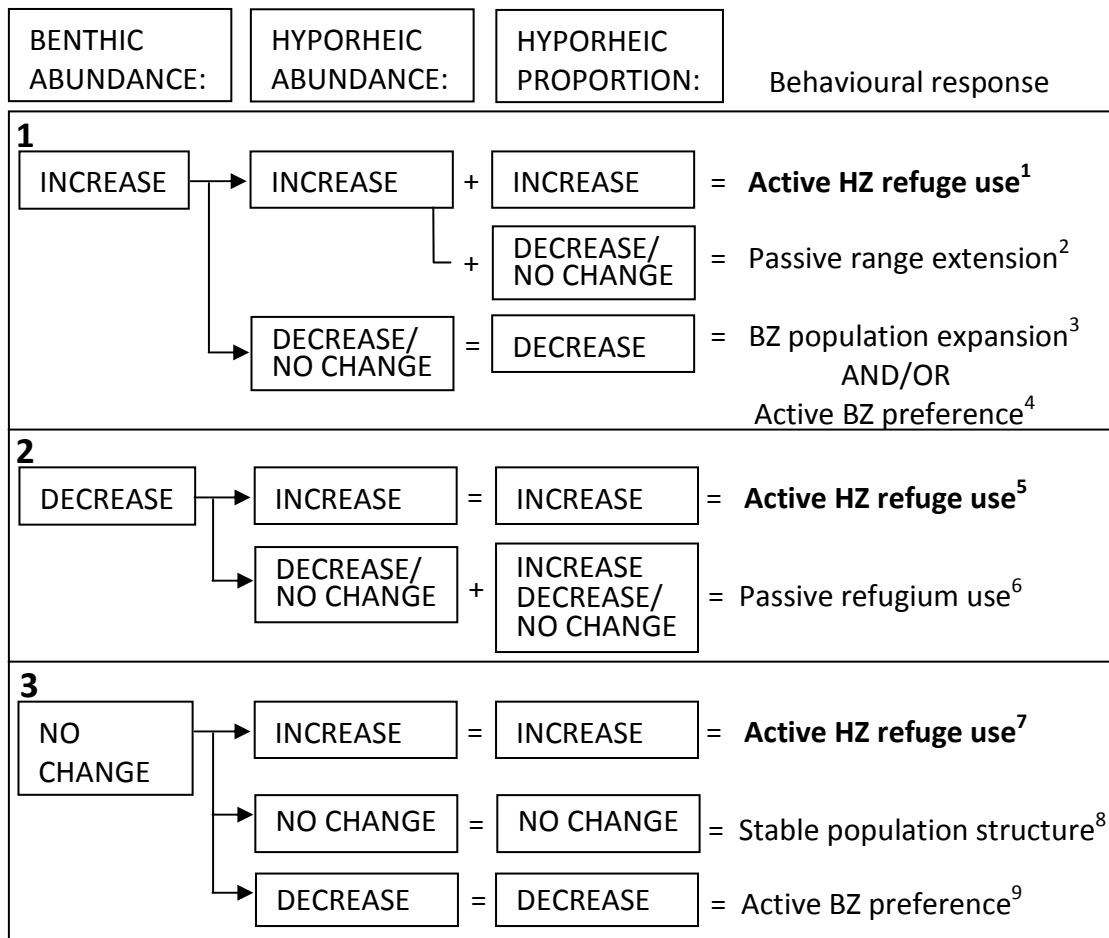 BENTHIC ABUNDANCE: HYPORHEIC ABUNDANCE: HYPORHEIC PROPORTION: Behavioural response
1
INCREASE INCREASE + INCREASE = Active HZ refuge use¹
+ DECREASE/ NO CHANGE = Passive range extension²
DECREASE/ NO CHANGE = DECREASE = BZ population expansion³
AND/OR
Active BZ preference⁴
2
DECREASE INCREASE = INCREASE = Active HZ refuge use⁵
DECREASE/ NO CHANGE + INCREASE DECREASE/ NO CHANGE = Passive refugium use⁶
3
NO CHANGE INCREASE = INCREASE = Active HZ refuge use⁷
NO CHANGE = NO CHANGE = Stable population structure⁸
DECREASE = DECREASE = Active BZ preference⁹